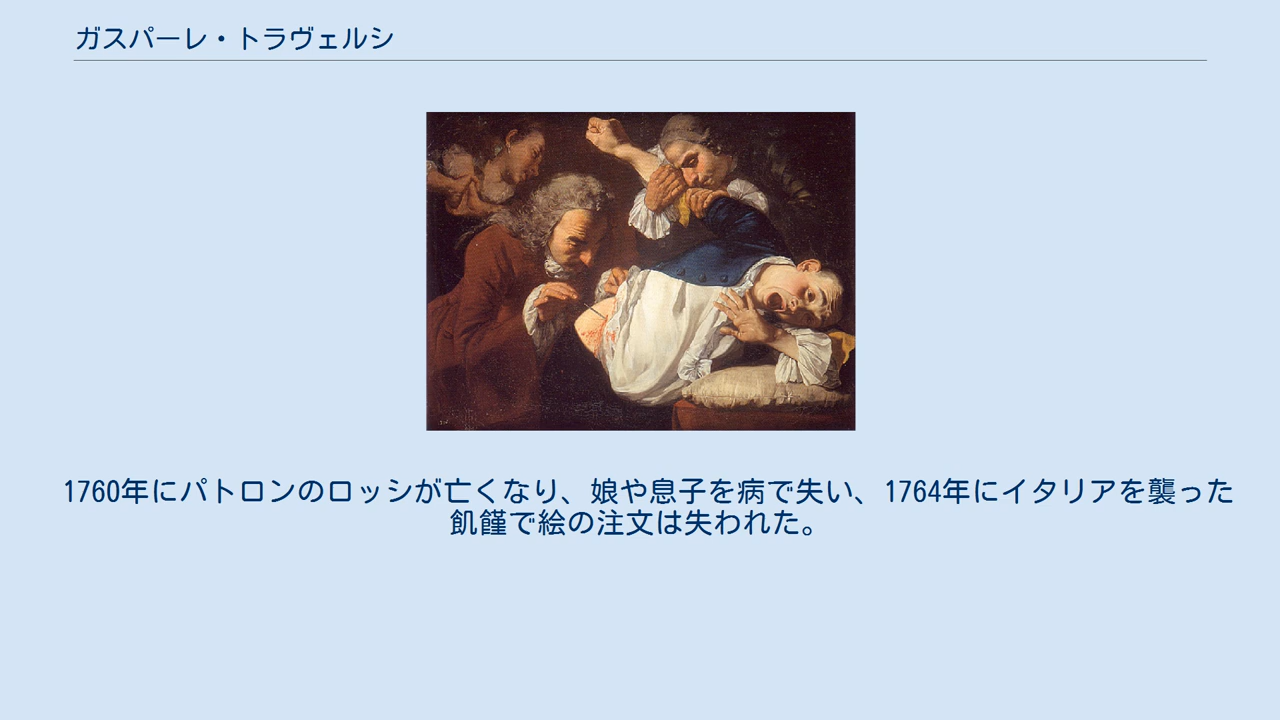 ガスパーレ・トラヴェルシ
1760年にパトロンのロッシが亡くなり、娘や息子を病で失い、1764年にイタリアを襲った
飢饉で絵の注文は失われた。